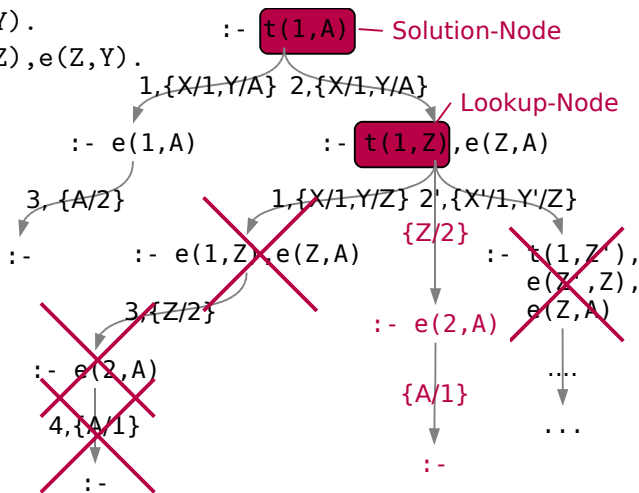 Y).
:- t(1,A) Solution-Node
Z),e(Z,Y).
1,{X/1,Y/A} 2,{X/1,Y/A}
Lookup-Node
:- e(1,A) :- t(1,Z),e(Z,A)
3, {A/2} 1,{X/1,Y/Z} 2',{X'/1,Y'/Z}
{Z/2}
:- :- e(1,Z),e(Z,A) :- t(1,Z'),
e(Z',Z),
3,{Z/2} :- e(2,A) e(Z,A)
:- e(2,A) ....
{A/1}
4,{A/1} ...
:-
:-